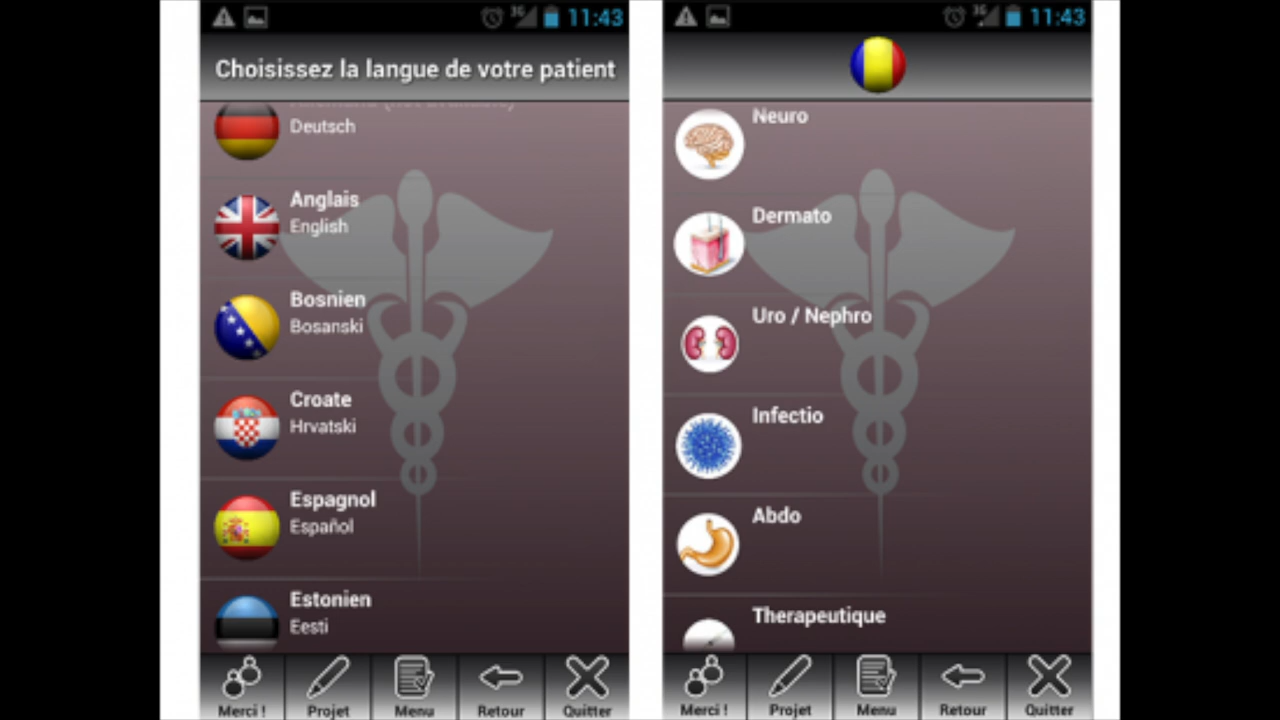 11:43
Choisissez la langue de votre patient
Deutsch
Anglais
English
Bosnien
Bosanski
Croate
Hrvatski
Espagnol
Español
Estonien
Eesti
Merci !
Projet
Menu
Retour
Quitter
3G
11:43
Neuro
Dermato
Uro / Nephro
Infectio
Abdo
Therapeutique
Merci !
Projet
Menu
Retour
Quitter